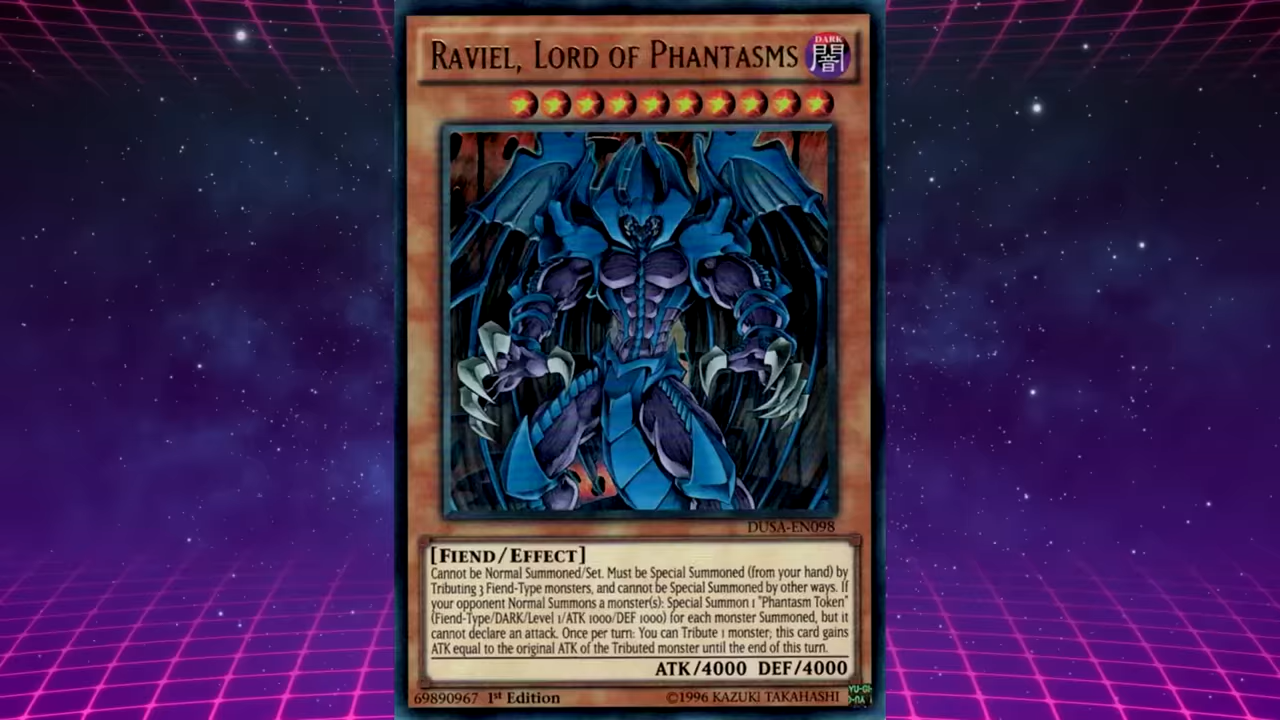 Raviel, Lord of Phantasms
DARK
闇
DUSA-EN098
[Fiend/Effect]
Cannot be Normal Summoned/Set. Must be Special Summoned (from your hand) by
Tributing 3 Fiend-Type monsters, and cannot be Special Summoned by other ways. If
your opponent Normal Summons a monster(s): Special Summon 1 "Phantasm Token"
(Fiend-Type/DARK/Level 1/ATK 1000/DEF 1000) for each monster Summoned, but it
cannot declare an attack. Once per turn: You can Tribute 1 monster; this card gains
ATK equal to the original ATK of the Tributed monster until the end of this turn.
ATK/4000 DEF/4000
69890967 1st Edition ©1996 KAZUKI TAKAHASHI